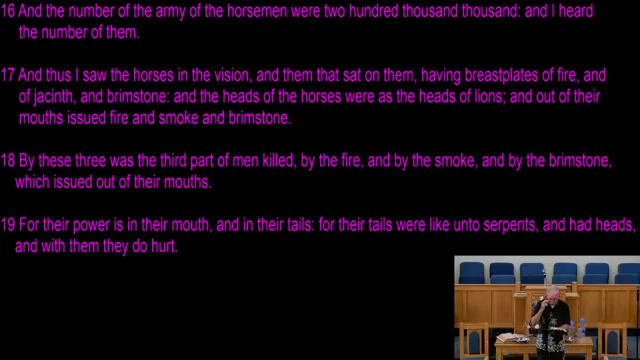 16 And the number of the army of the horsemen were two hundred thousand thousand: and I heard
the number of them.
17 And thus I saw the horses in the vision, and them that sat on them, having breastplates of fire, and
of jacinth, and brimstone: and the heads of the horses were as the heads of lions; and out of their
mouths issued fire and smoke and brimstone.
18 By these three was the third part of men killed, by the fire, and by the smoke, and by the brimstone,
which issued out of their mouths.
19 For their power is in their mouth, and in their tails: for their tails were like unto serpents, and had heads,
and with them they do hurt.